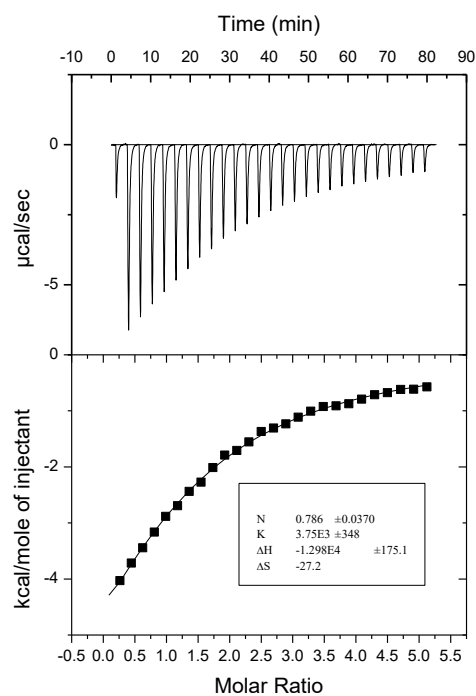 Time (min)
-10 0 10 20 30 40 50 60 70 80 90
0
-5
µcal/sec
0
-2
-4
kcal/mole of injectant
N 0.786 ±0.0370
K 3.75E3 ±348
ΔH -1.298E4 ±175.1
ΔS -27.2
-0.5 0.0 0.5 1.0 1.5 2.0 2.5 3.0 3.5 4.0 4.5 5.0 5.5
Molar Ratio